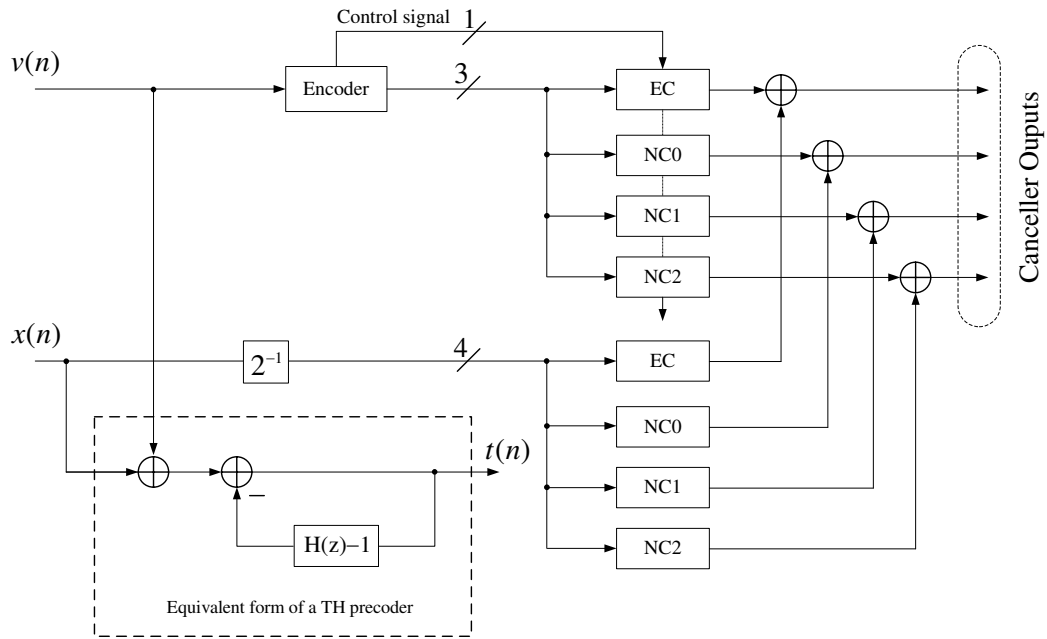 Control signal
1
v(n)
Encoder
3
EC
NC0
NC1
NC2
Canceller Ouputs
x(n)
2⁻¹
4
EC
NC0
NC1
NC2
t(n)
–
H(z)–1
Equivalent form of a TH precoder